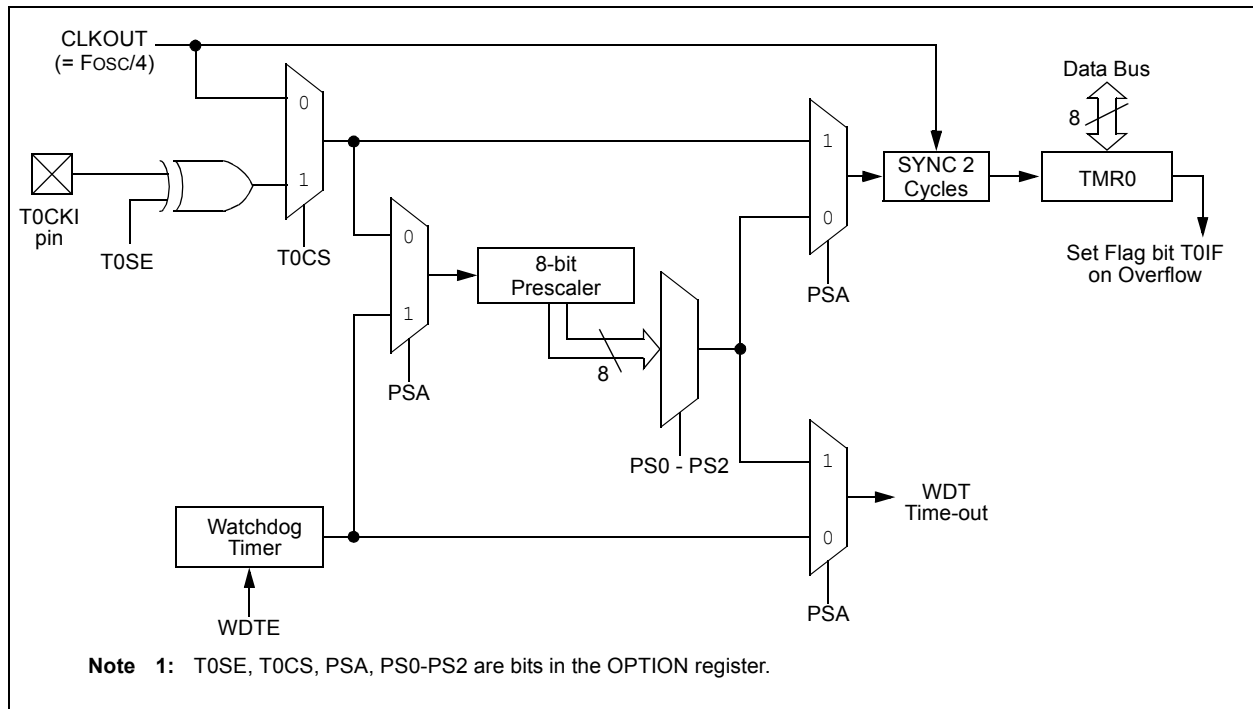 CLKOUT
(= FOSC/4)
0
1
T0CKI
pin
T0SE
T0CS
0
1
PSA
8-bit
Prescaler
8
PS0 - PS2
1
0
PSA
SYNC 2
Cycles
Data Bus
8
TMR0
Set Flag bit T0IF
on Overflow
Watchdog
Timer
WDTE
1
0
PSA
WDT
Time-out
Note 1: T0SE, T0CS, PSA, PS0-PS2 are bits in the OPTION register.